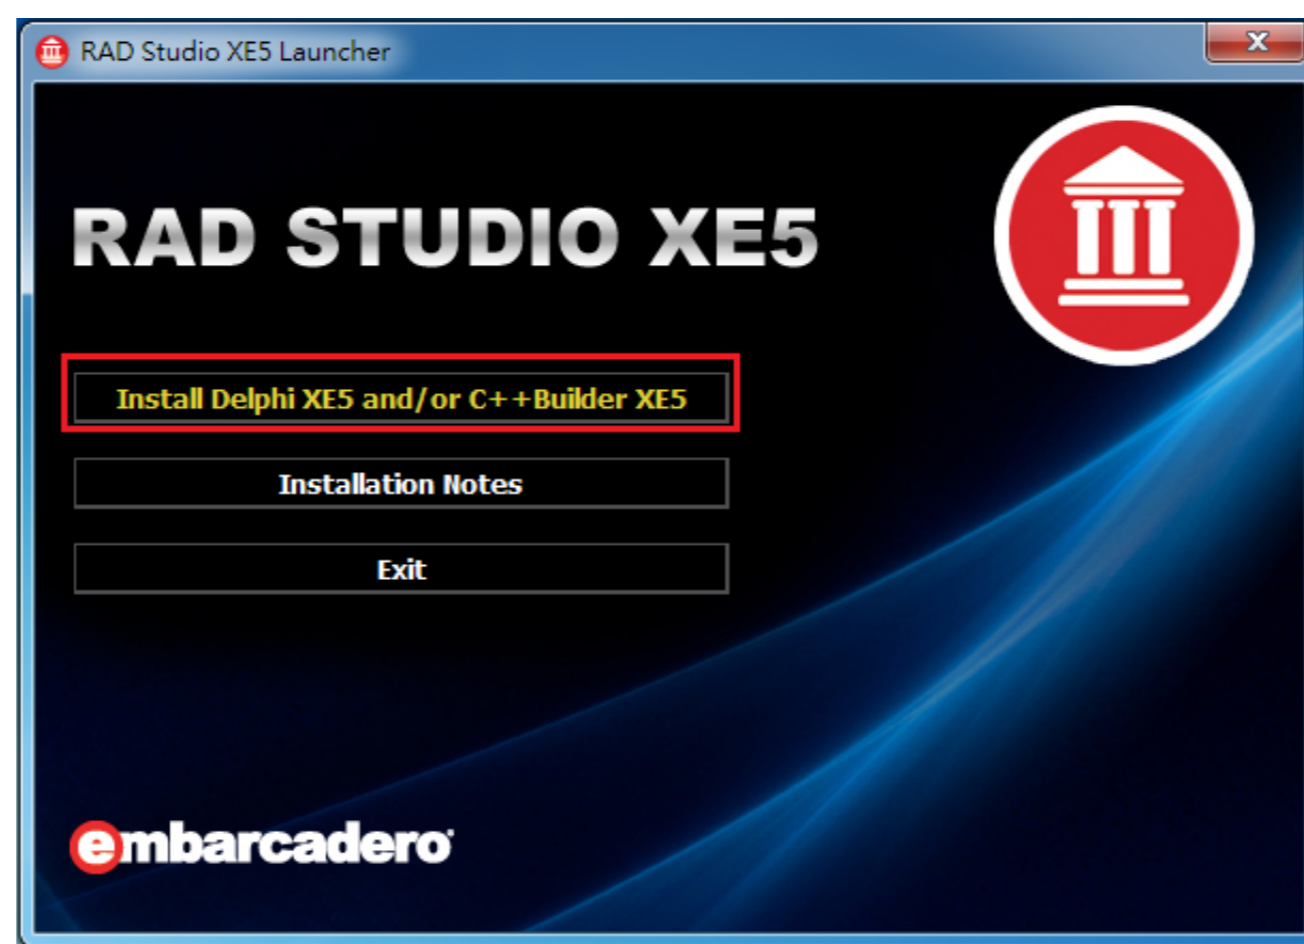 RAD Studio XE5 Launcher
RAD STUDIO XE5
Install Delphi XE5 and/or C++Builder XE5
Installation Notes
Exit
embarcadero